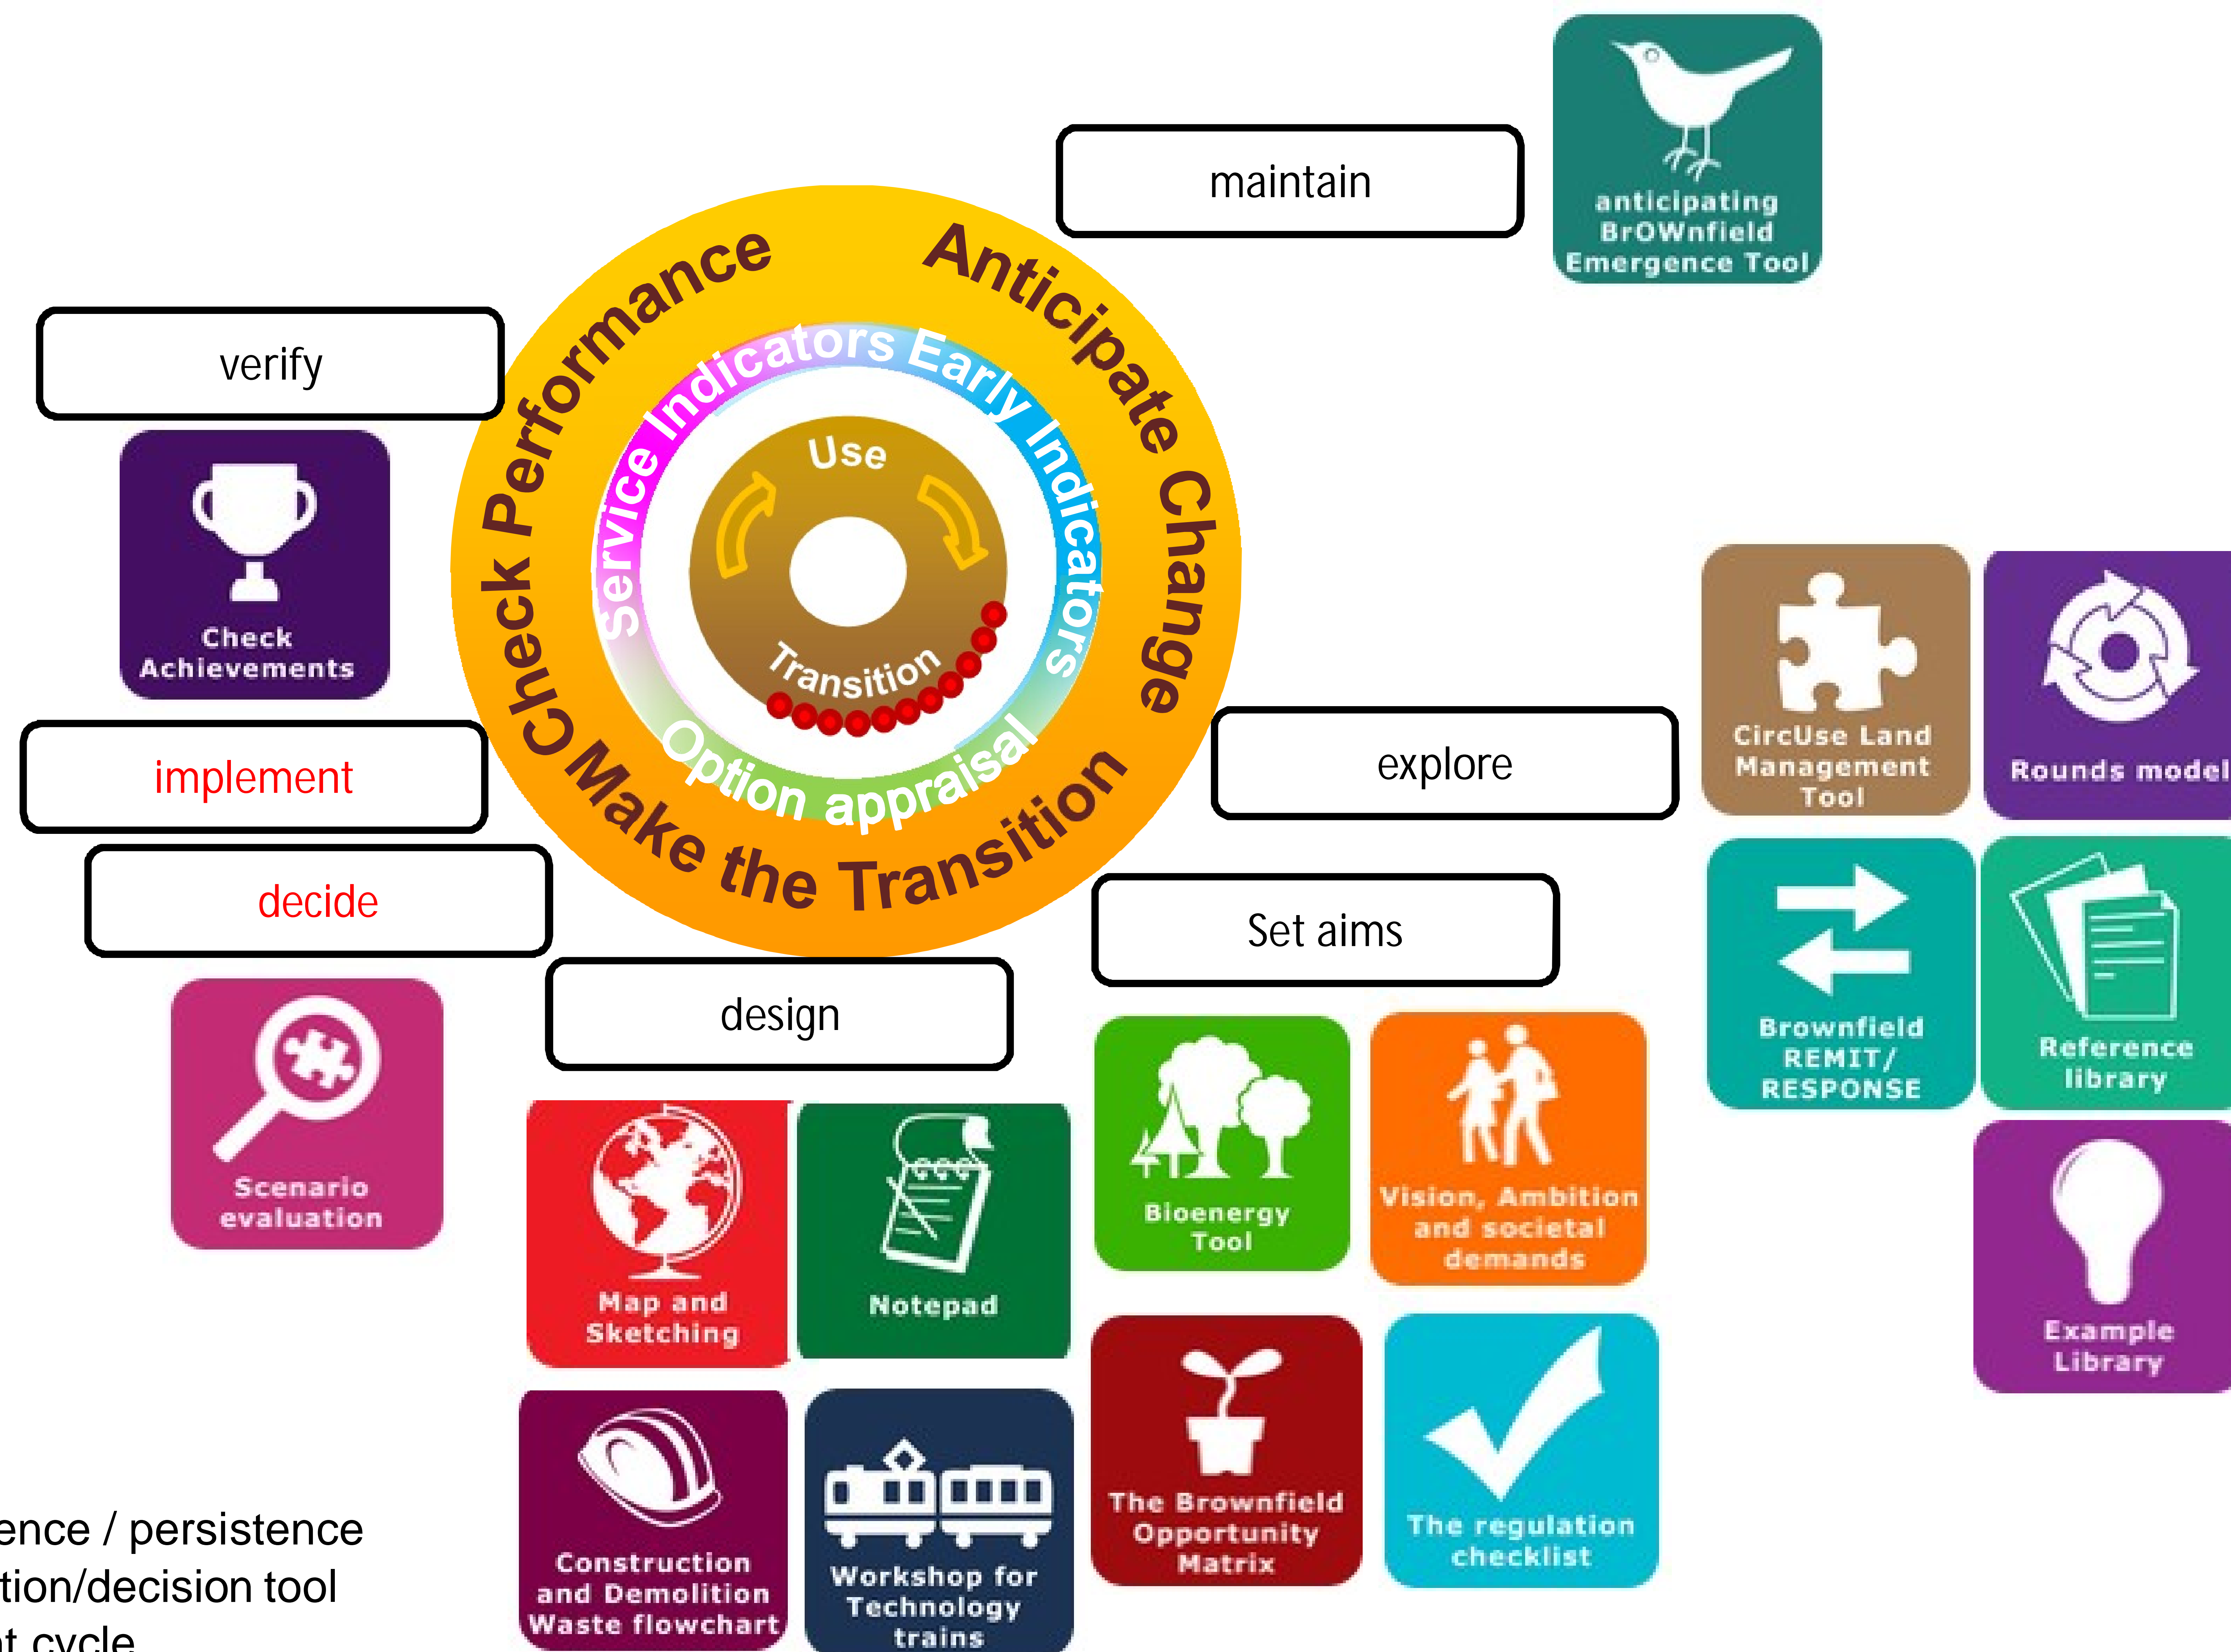 maintain
anticipating
BrOWnfield
Emergence Tool
Check Performance
Anticipate Change
Make the Transition
Service Indicators
Early Indicators
Option appraisal
Use
Transition
verify
Check
Achievements
implement
decide
Scenario
evaluation
design
Map and
Sketching
Notepad
Construction
and Demolition
Waste flowchart
Workshop for
Technology
trains
explore
Set aims
Bioenergy
Tool
Vision, Ambition
and societal
demands
The Brownfield
Opportunity
Matrix
The regulation
checklist
CircUse Land
Management
Tool
Rounds model
Brownfield
REMIT/
RESPONSE
Reference
library
Example
Library
ence / persistence
tion/decision tool
t cycle